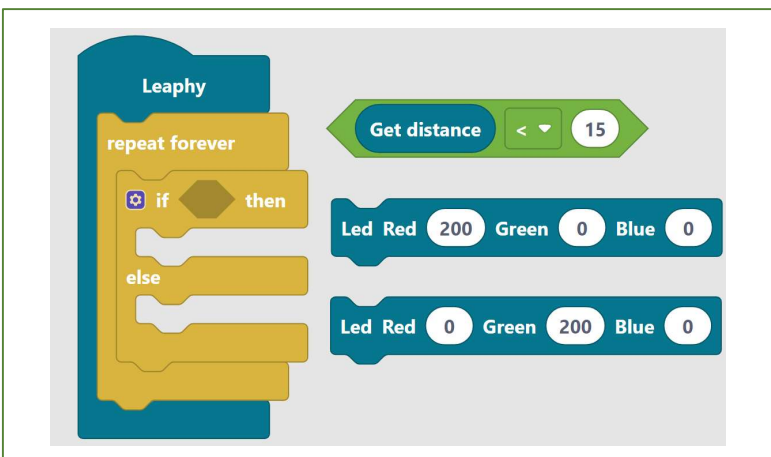 Leaphy
repeat forever
if then
else
Get distance < 15
Led Red 200 Green 0 Blue 0
Led Red 0 Green 200 Blue 0